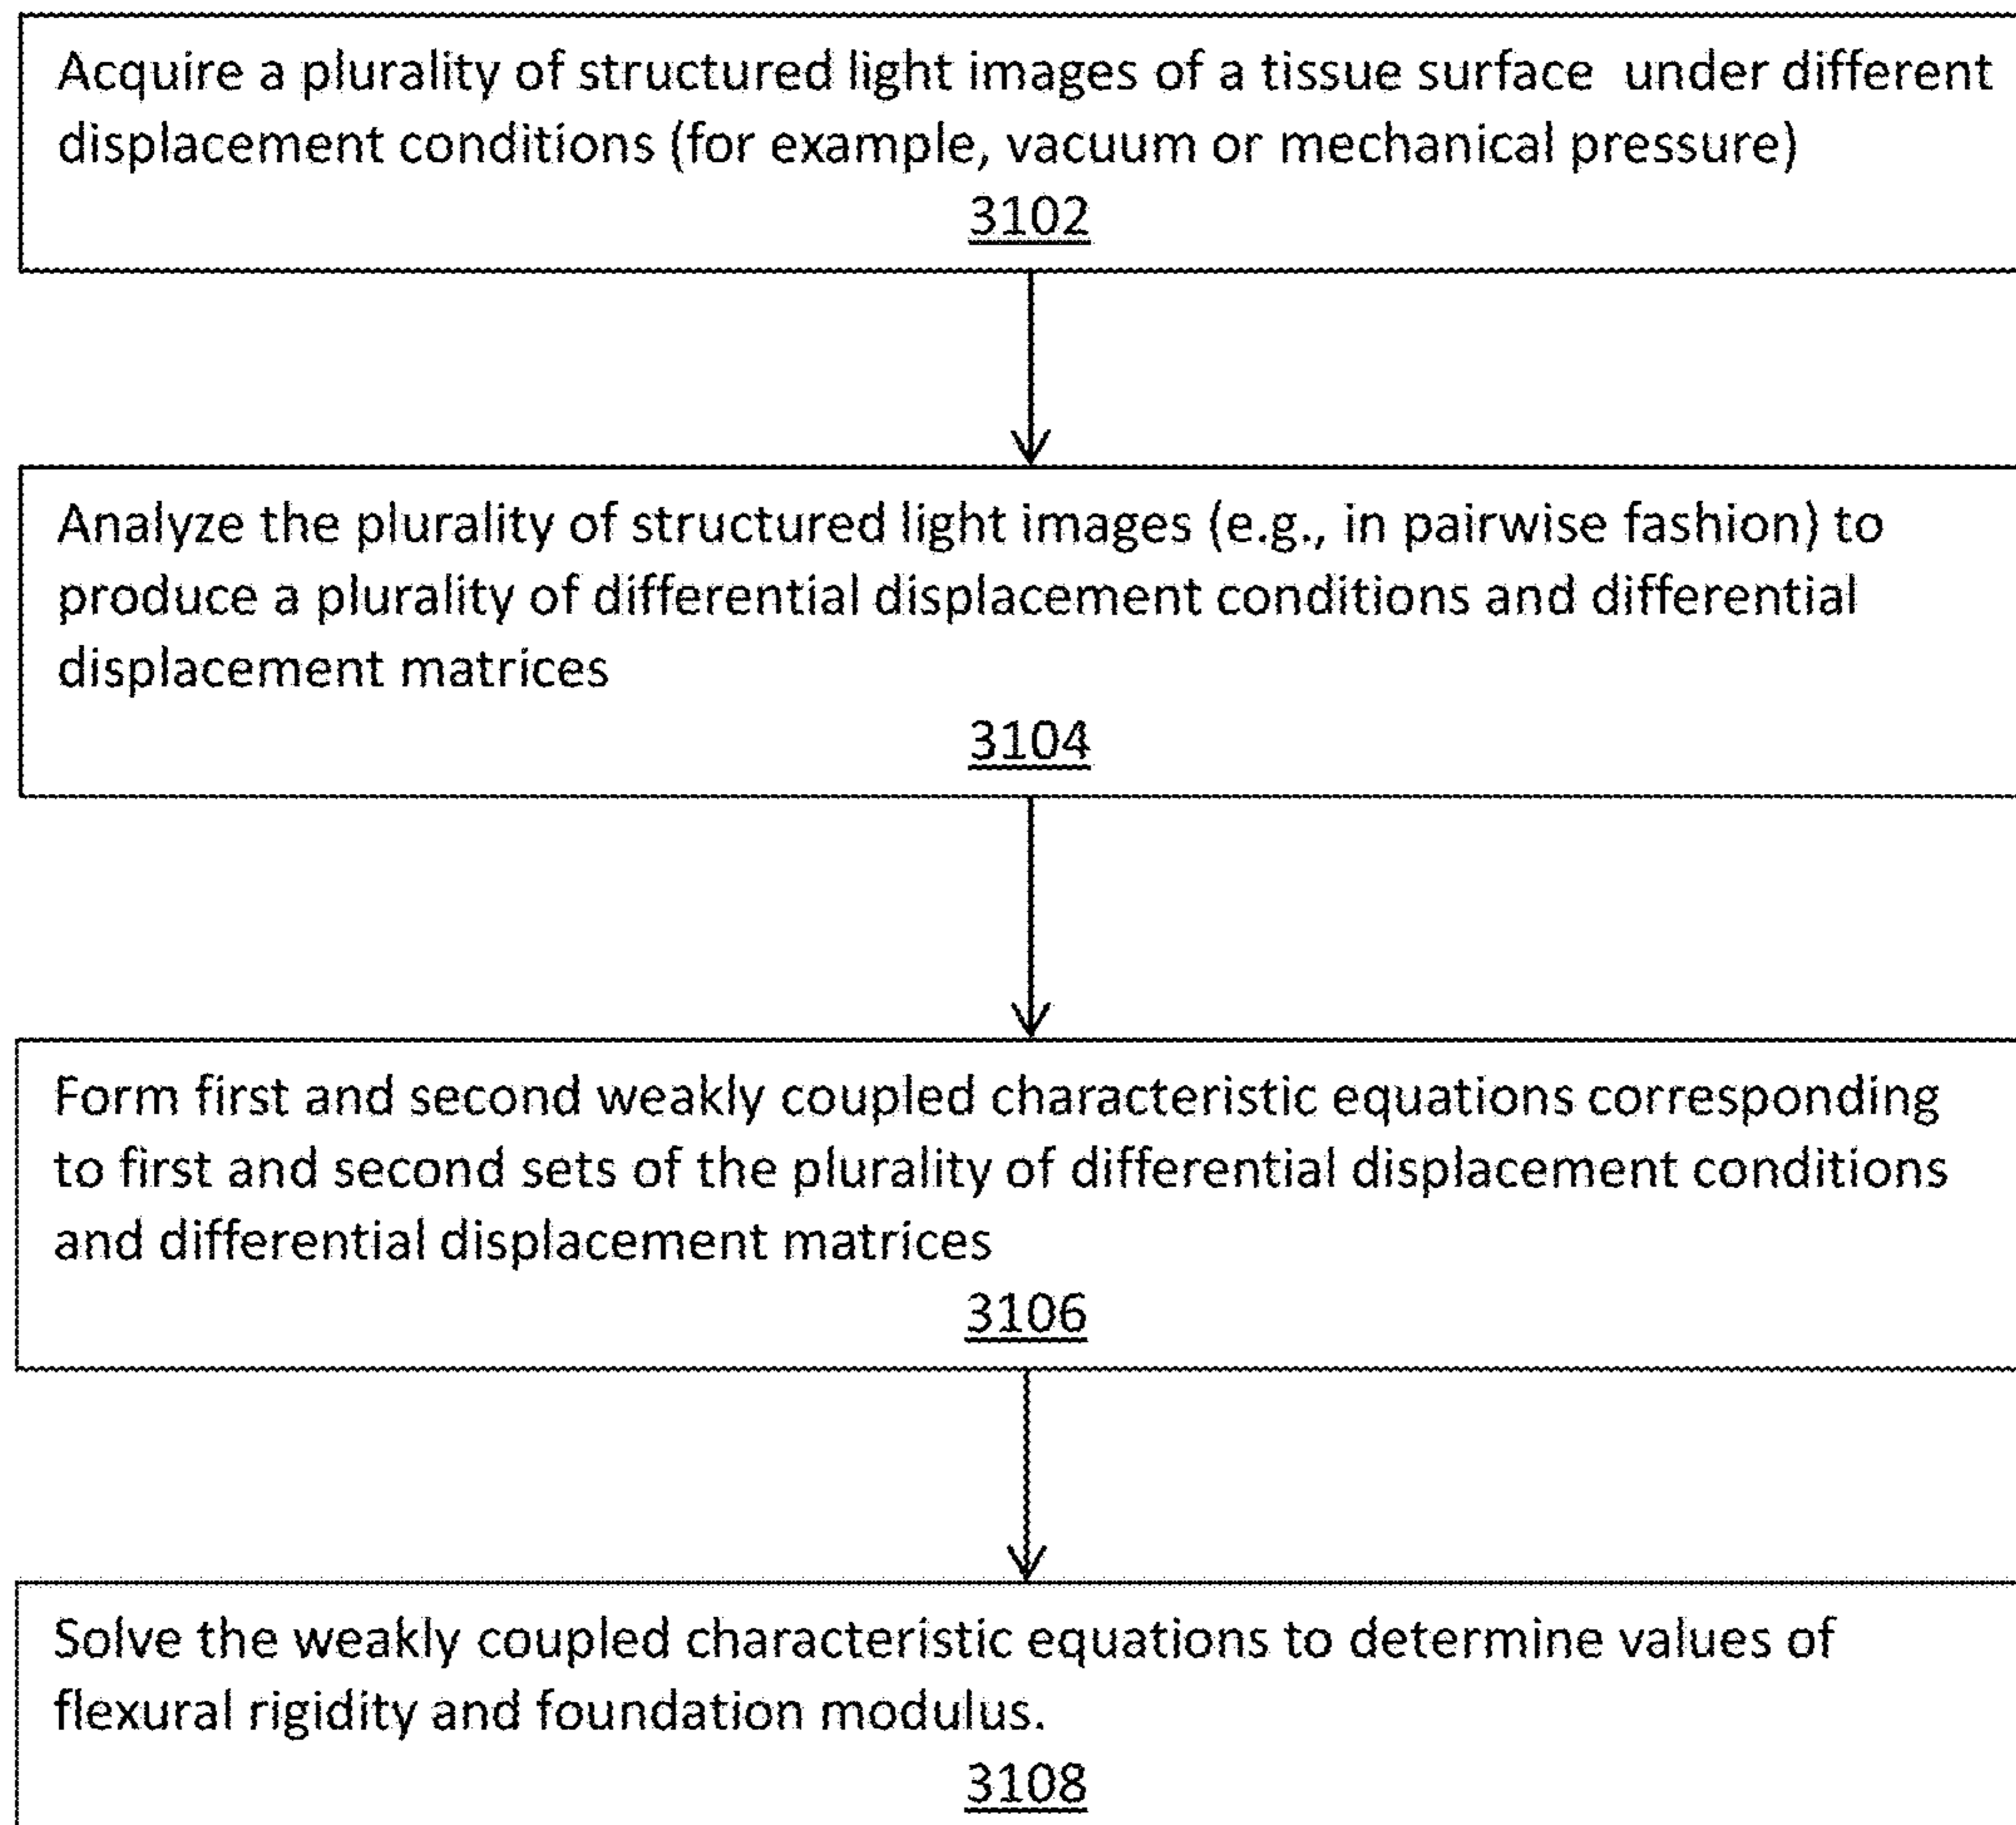 Acquire a plurality of structured light images of a tissue surface under different
displacement conditions (for example, vacuum or mechanical pressure)
3102
Analyze the plurality of structured light images (e.g., in pairwise fashion) to
produce a plurality of differential displacement conditions and differential
displacement matrices
3104
Form first and second weakly coupled characteristic equations corresponding
to first and second sets of the plurality of differential displacement conditions
and differential displacement matrices
3106
Solve the weakly coupled characteristic equations to determine values of
flexural rigidity and foundation modulus.
3108